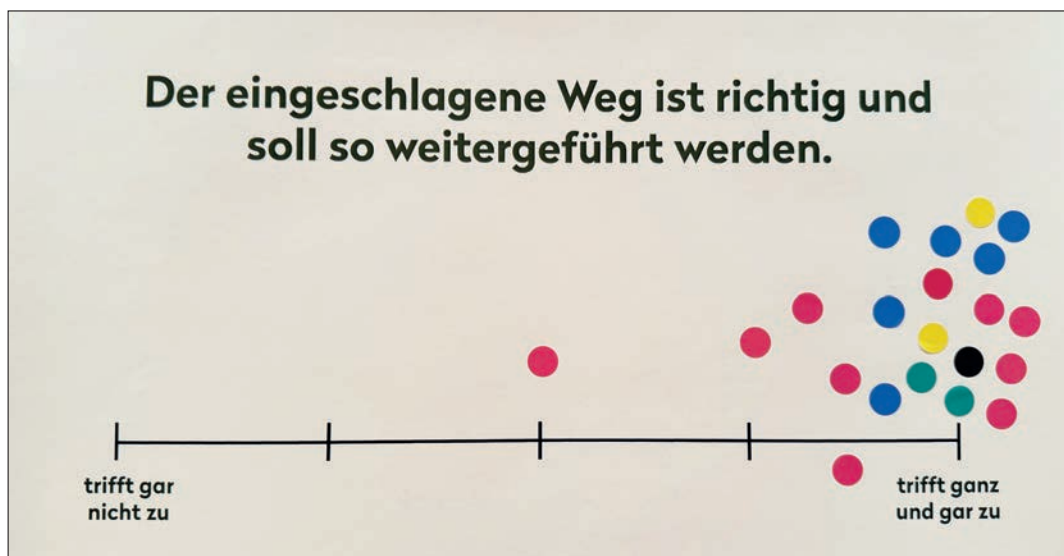 Der eingeschlagene Weg ist richtig und
soll so weitergeführt werden.
trifft gar
nicht zu
trifft ganz
und gar zu